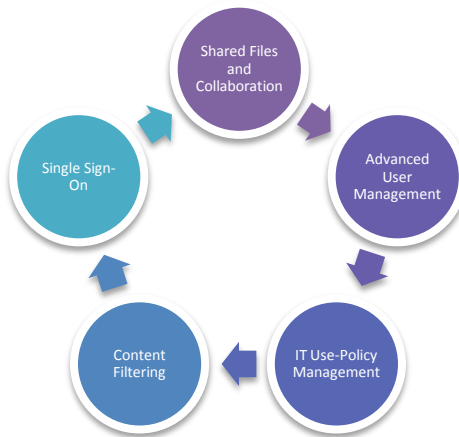 Shared Files
and
Collaboration
Advanced
User
Management
IT Use-Policy
Management
Content
Filtering
Single Sign-
On